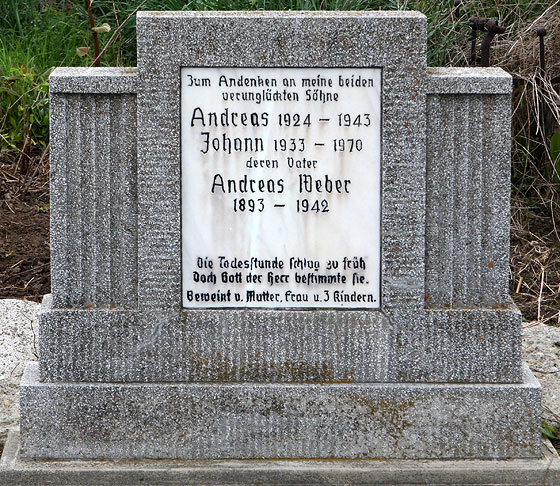 Zum Andenken an meine beiden
verunglückten Söhne
Andreas 1924 – 1943
Johann 1933 – 1970
deren Vater
Andreas Weber
1893 – 1942
Die Todesstunde schlug zu früh
Doch Gott der Herr bestimmte sie.
Beweint v. Mutter, Frau u. 3 Kindern.